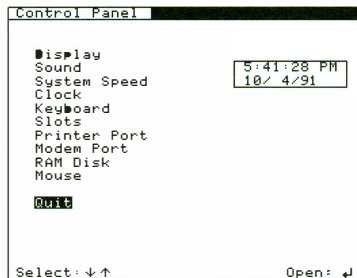 Control Panel
Display
Sound
System Speed
Clock
Keyboard
Slots
Printer Port
Modem Port
RAM Disk
Mouse
Quit
5:41:28 PM
10/ 4/91
Select: ↓ ↑ Open: ↵